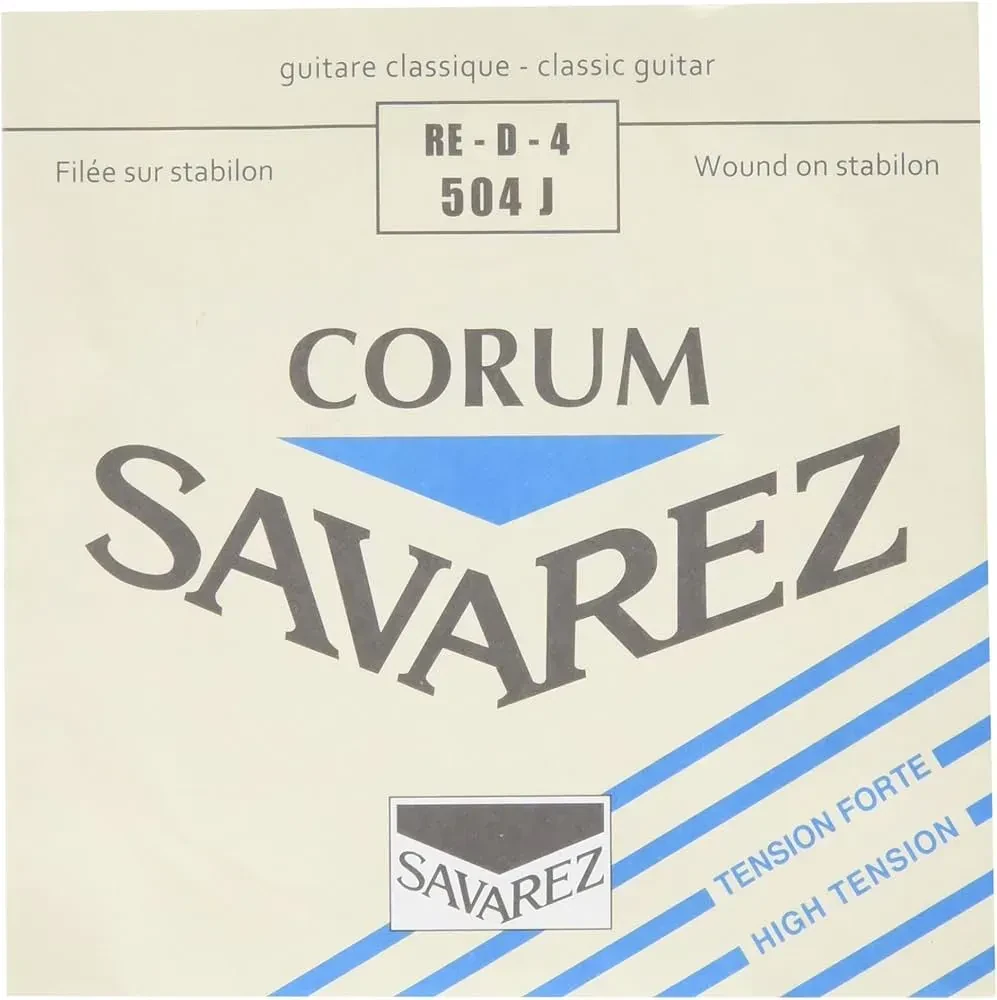 guitare classique - classic guitar
RE - D - 4
504 J
Filée sur stabilon
Wound on stabilon
CORUM
SAVAREZ
TENSION FORTE
HIGH TENSION
SAVAREZ